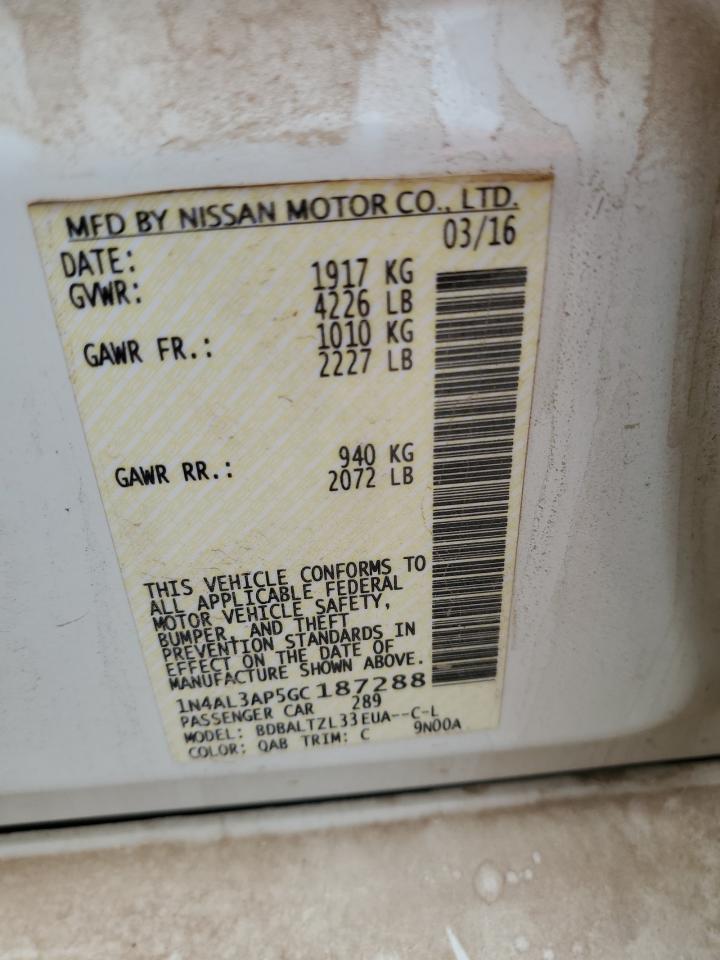 MFD BY NISSAN MOTOR CO., LTD.
DATE: 03/16
GVWR: 1917 KG
4226 LB
GAWR FR.: 1010 KG
2227 LB
GAWR RR.: 940 KG
2072 LB
THIS VEHICLE CONFORMS TO
ALL APPLICABLE FEDERAL
MOTOR VEHICLE SAFETY,
BUMPER, AND THEFT
PREVENTION STANDARDS IN
EFFECT ON THE DATE OF
MANUFACTURE SHOWN ABOVE.
1N4AL3AP5GC187288
PASSENGER CAR 289
MODEL: BDBALTZL33EUA--C-L
COLOR: QAB TRIM: C 9N00A